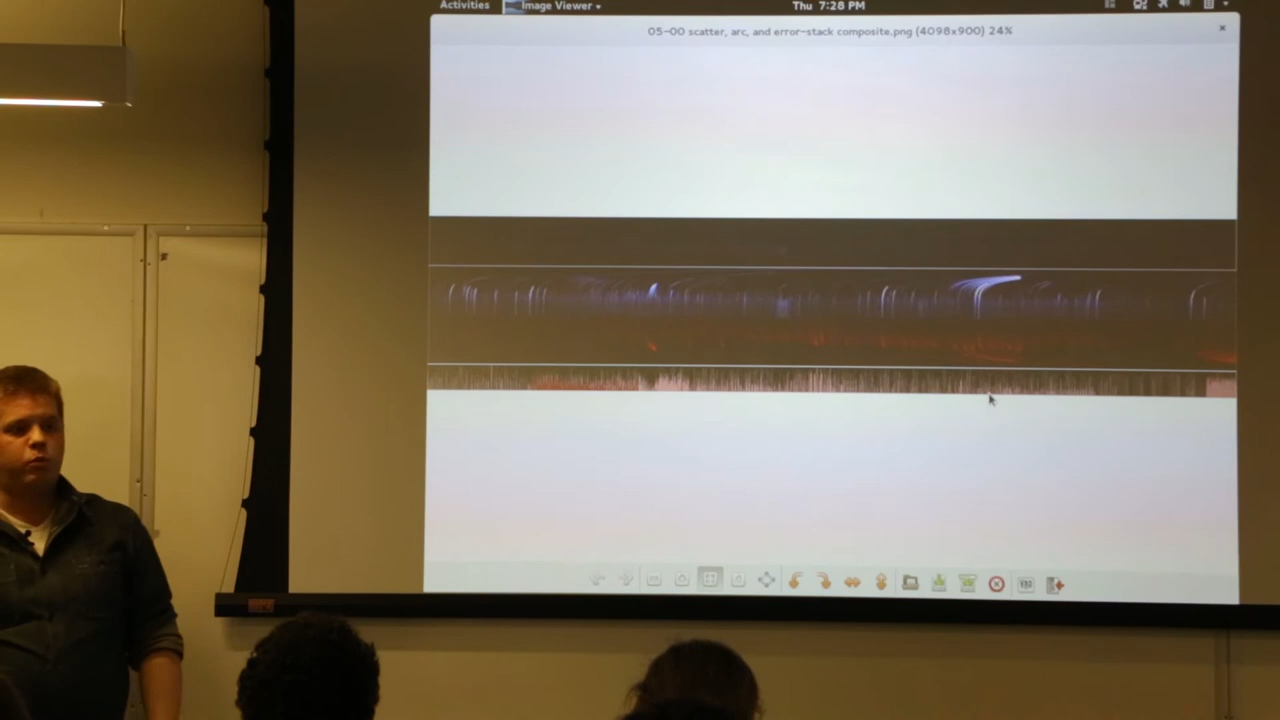 Activities Image Viewer Thu 7:28 PM
05-00 scatter, arc, and error-stack composite.png (4098x900) 24%